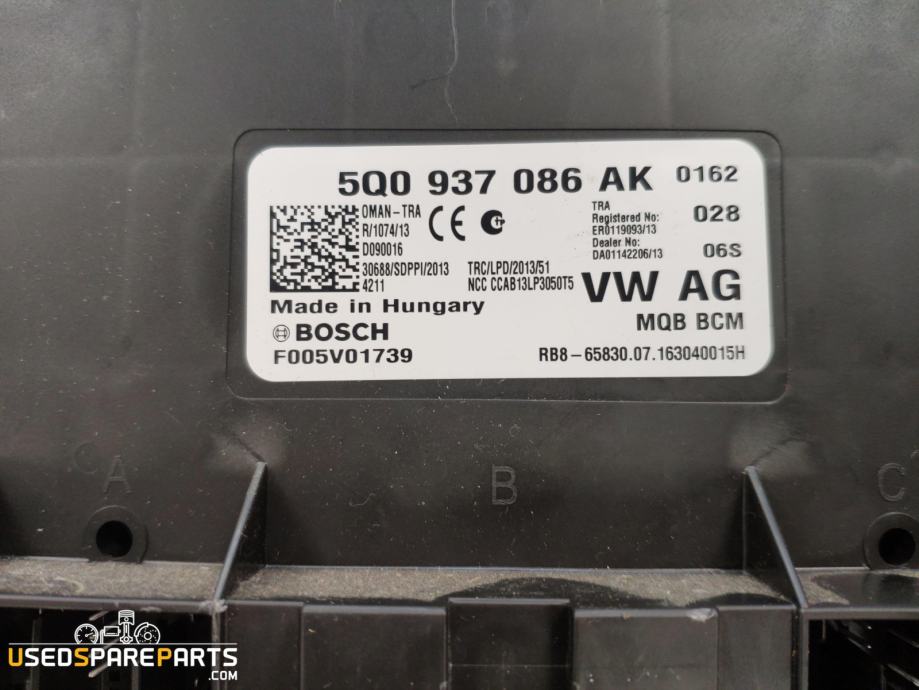 5Q0 937 086 AK 0162
OMAN-TRA
R/1074/13
D090016
30688/SDPPI/2013
4211
CE
TRC/LPD/2013/51
NCC CCAB13LP3050T5
TRA
Registered No:
ER0119093/13
Dealer No:
DA01142206/13
028
06S
VW AG
Made in Hungary
BOSCH
MQB BCM
F005V01739
RB8-65830.07.163040015H
A
B
C
USEDSPAREPARTS
.COM